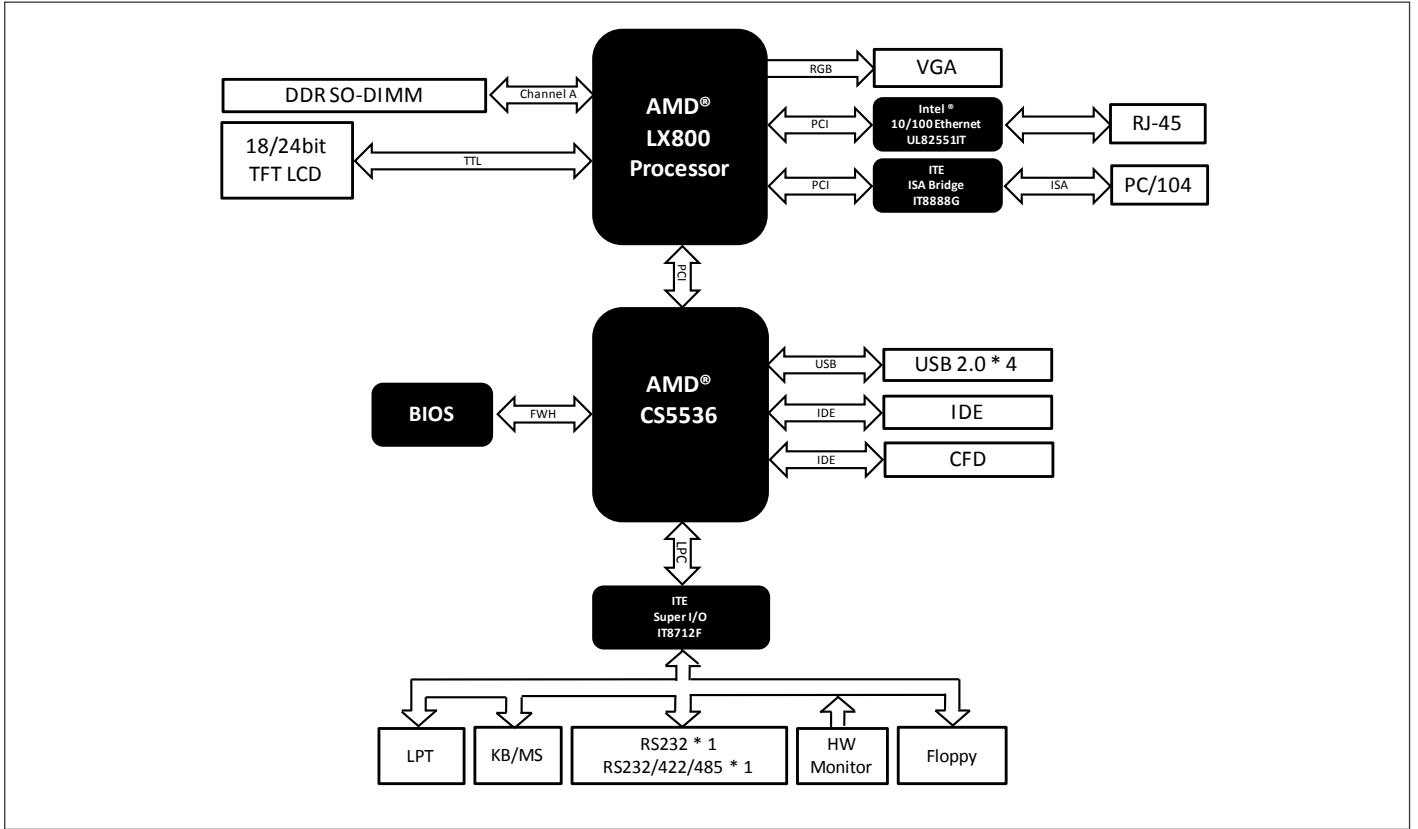 DDR SO-DIMM
Channel A
18/24bit
TFT LCD
TTL
AMD®
LX800
Processor
RGB
VGA
PCI
Intel ®
10/100 Ethernet
UL82551IT
RJ-45
PCI
ITE
ISA Bridge
IT8888G
ISA
PC/104
PCI
BIOS
FWH
AMD®
CS5536
USB
USB 2.0 * 4
IDE
IDE
IDE
CFD
LPC
ITE
Super I/O
IT8712F
LPT
KB/MS
RS232 * 1
RS232/422/485 * 1
HW
Monitor
Floppy